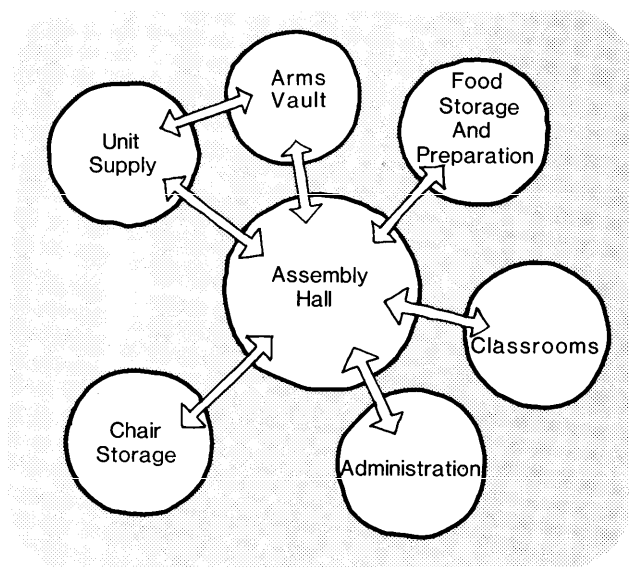 Arms
Vault
Food
Storage
And
Preparation
Unit
Supply
Assembly
Hall
Classrooms
Chair
Storage
Administration